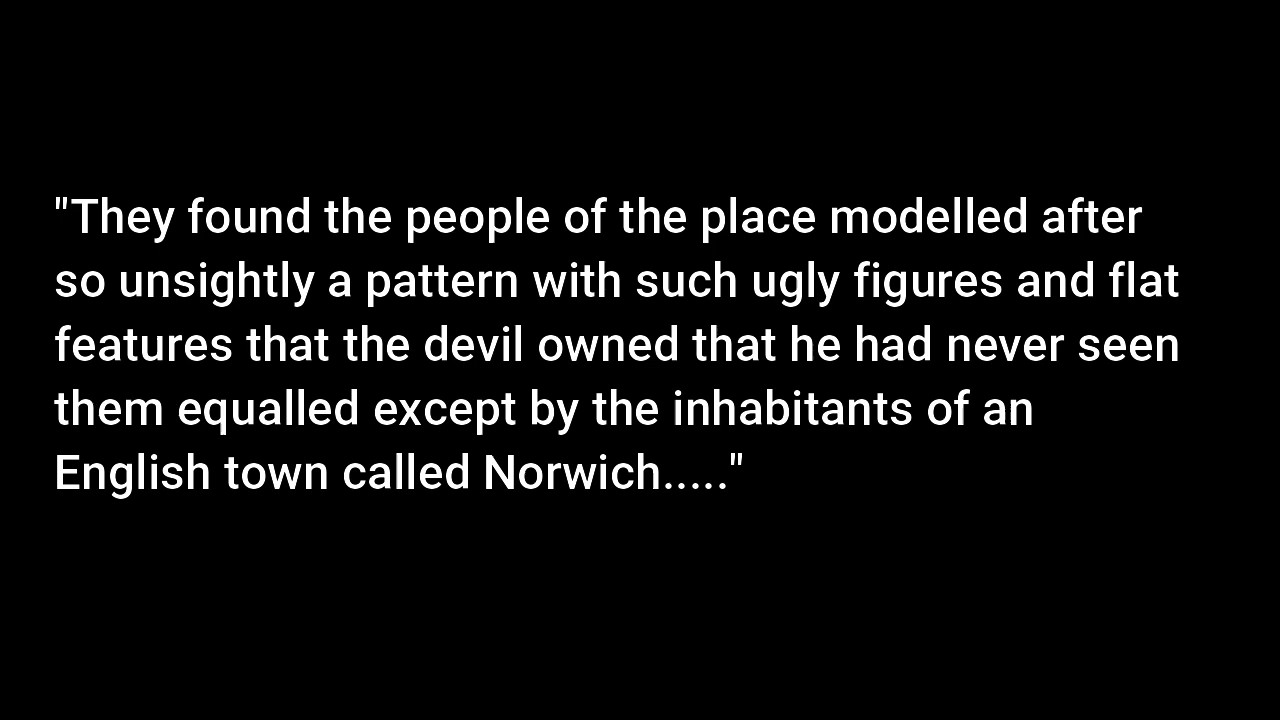 "They found the people of the place modelled after
so unsightly a pattern with such ugly figures and flat
features that the devil owned that he had never seen
them equalled except by the inhabitants of an
English town called Norwich....."